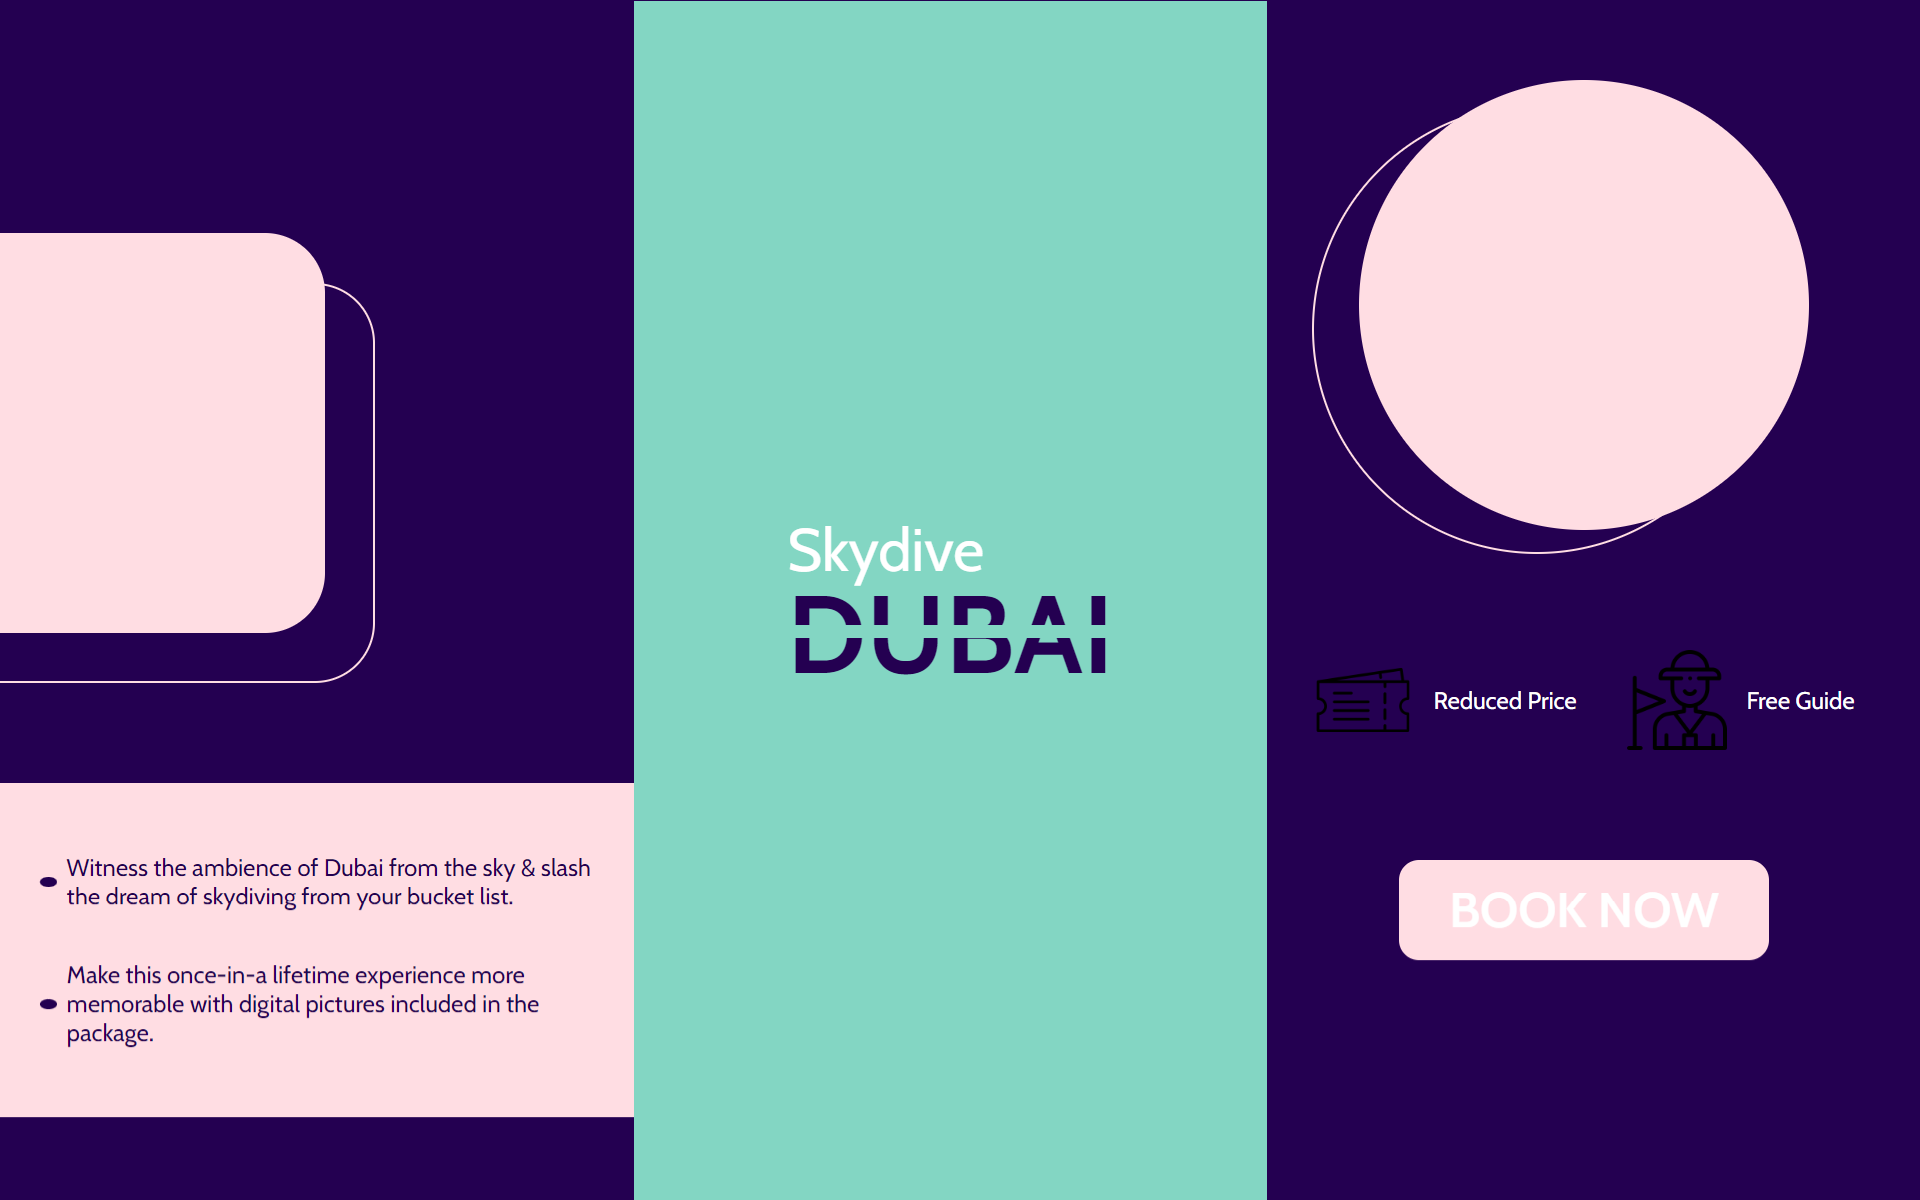 Witness the ambience of Dubai from the sky & slash
the dream of skydiving from your bucket list.
Make this once-in-a lifetime experience more
memorable with digital pictures included in the
package.
Skydive
DUBAI
Reduced Price
Free Guide
BOOK NOW